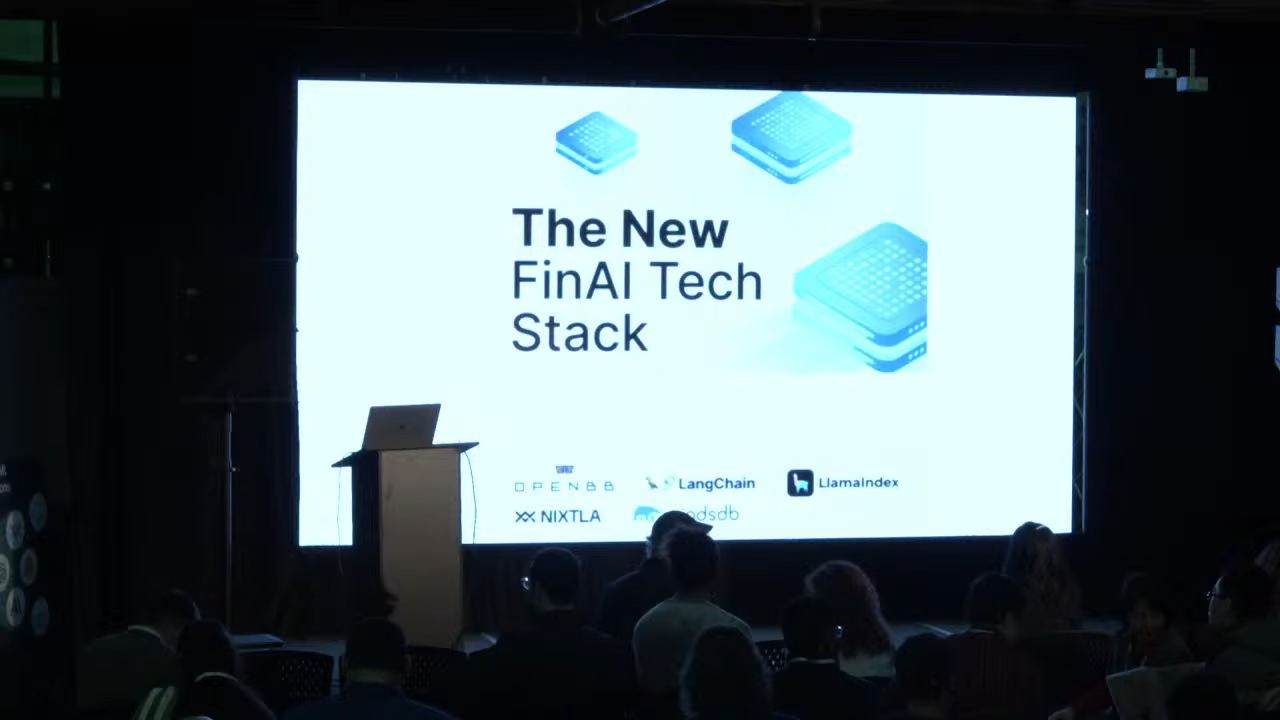 The New
FinAI Tech
Stack
OPENBB LangChain LlamaIndex
NIXTLA